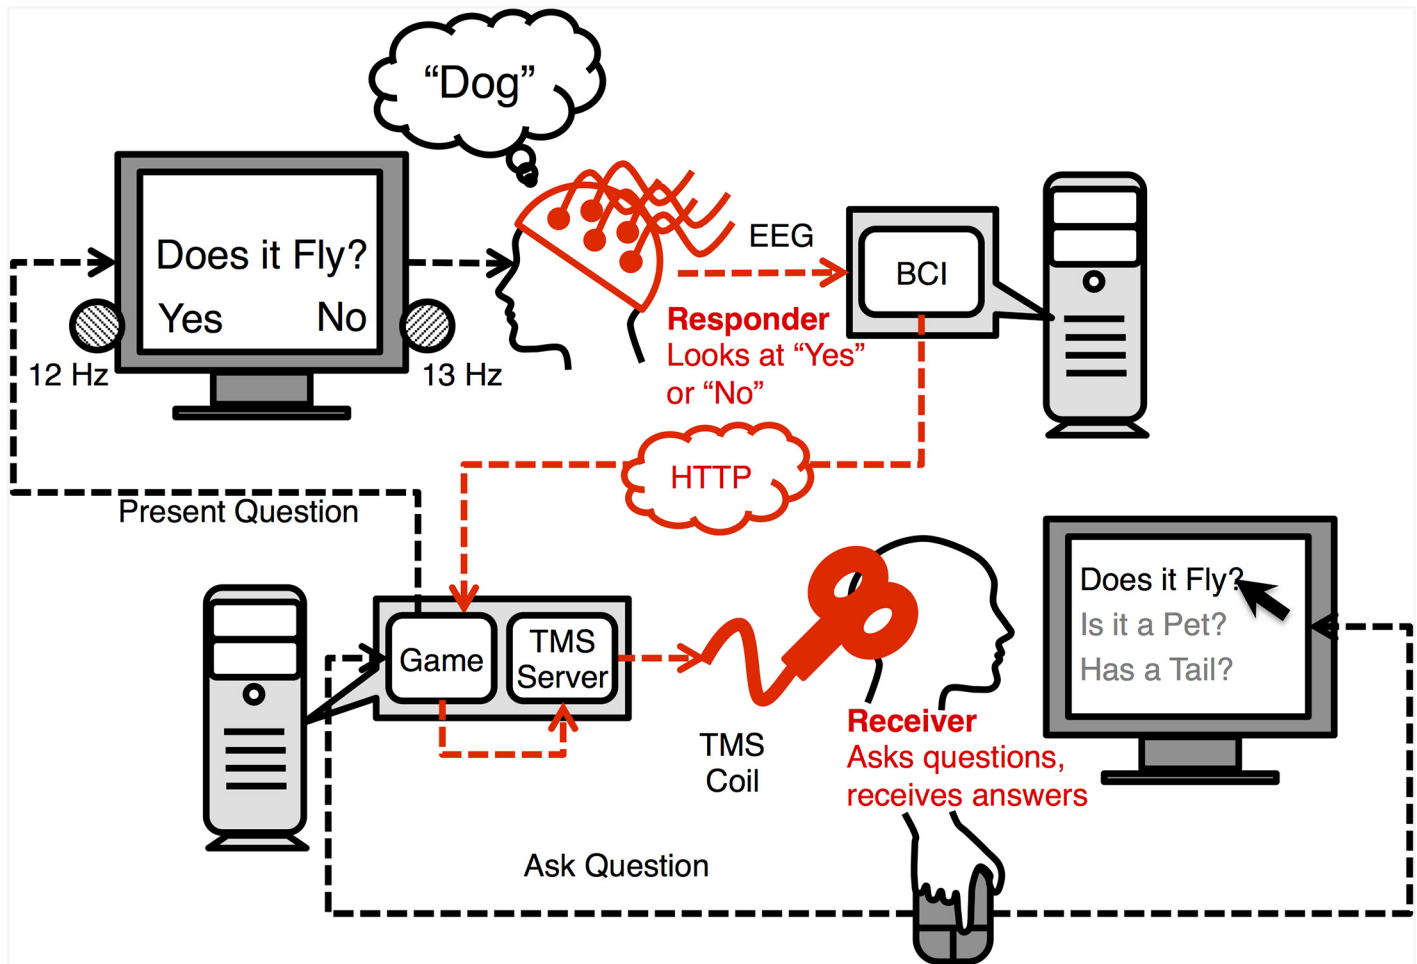 “Dog”
Does it Fly?
Yes No
12 Hz
13 Hz
EEG
BCI
Responder
Looks at “Yes”
or “No”
HTTP
Present Question
Game
TMS
Server
TMS
Coil
Receiver
Asks questions,
receives answers
Does it Fly?
Is it a Pet?
Has a Tail?
Ask Question